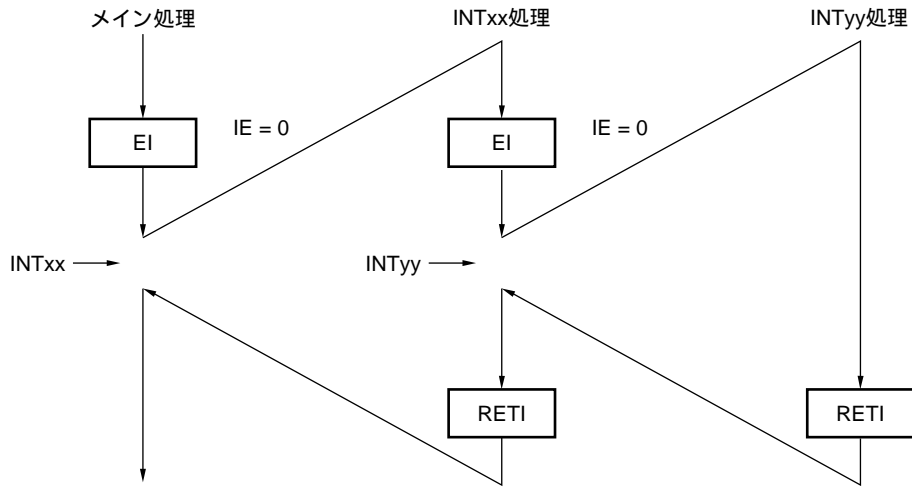 メイン処理
INTxx処理
INTyy処理
EI
IE = 0
EI
IE = 0
INTxx
INTyy
RETI
RETI